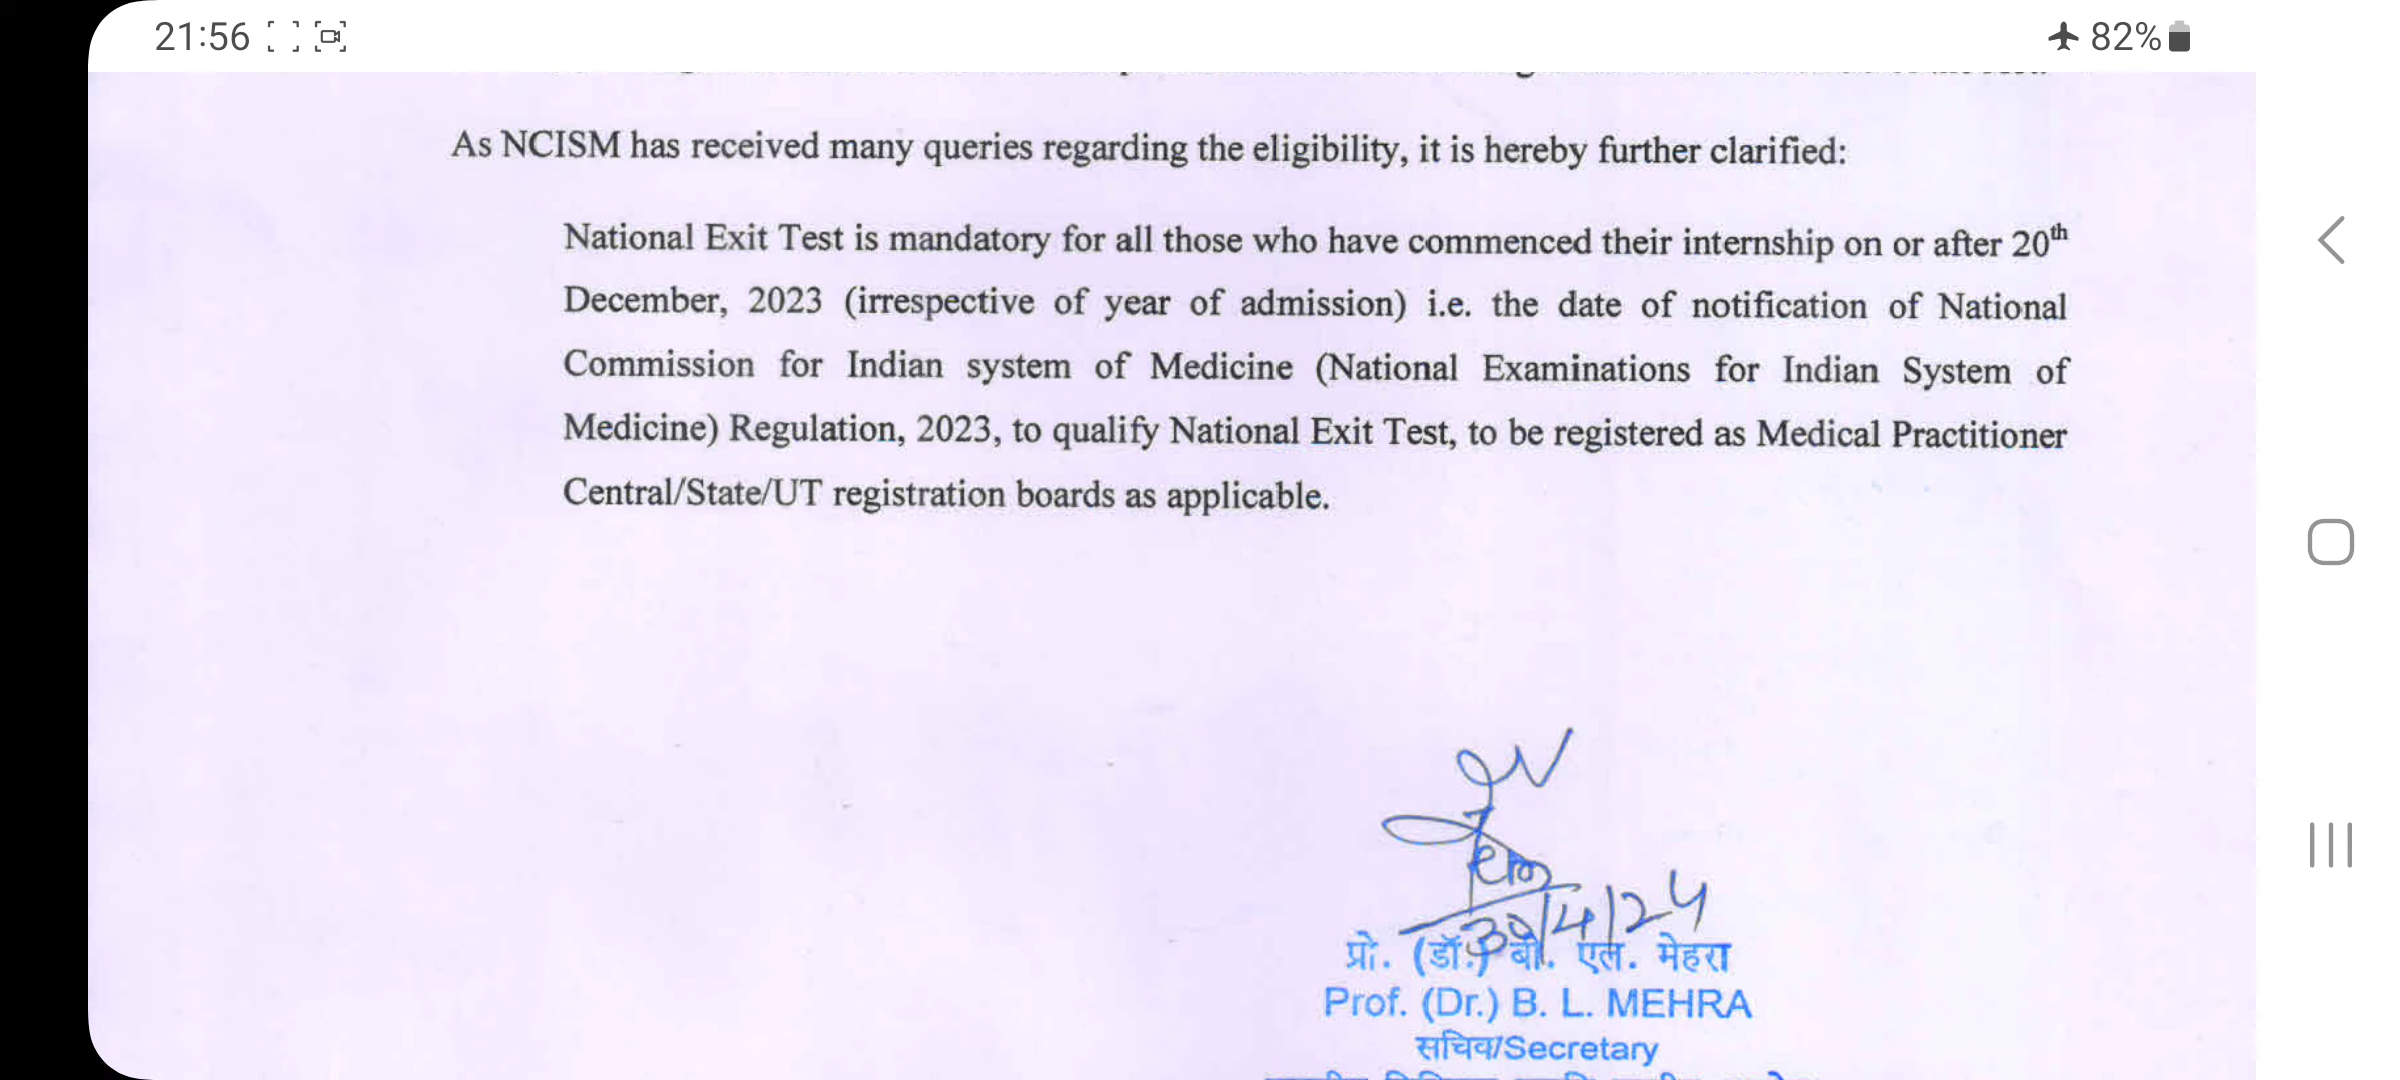 21:56
82%
As NCISM has received many queries regarding the eligibility, it is hereby further clarified:
National Exit Test is mandatory for all those who have commenced their internship on or after 20th
December, 2023 (irrespective of year of admission) i.e. the date of notification of National
Commission for Indian system of Medicine (National Examinations for Indian System of
Medicine) Regulation, 2023, to qualify National Exit Test, to be registered as Medical Practitioner
Central/State/UT registration boards as applicable.
30/4/24
प्रो. (डॉ.) बी. एल. मेहरा
Prof. (Dr.) B. L. MEHRA
सचिव/Secretary